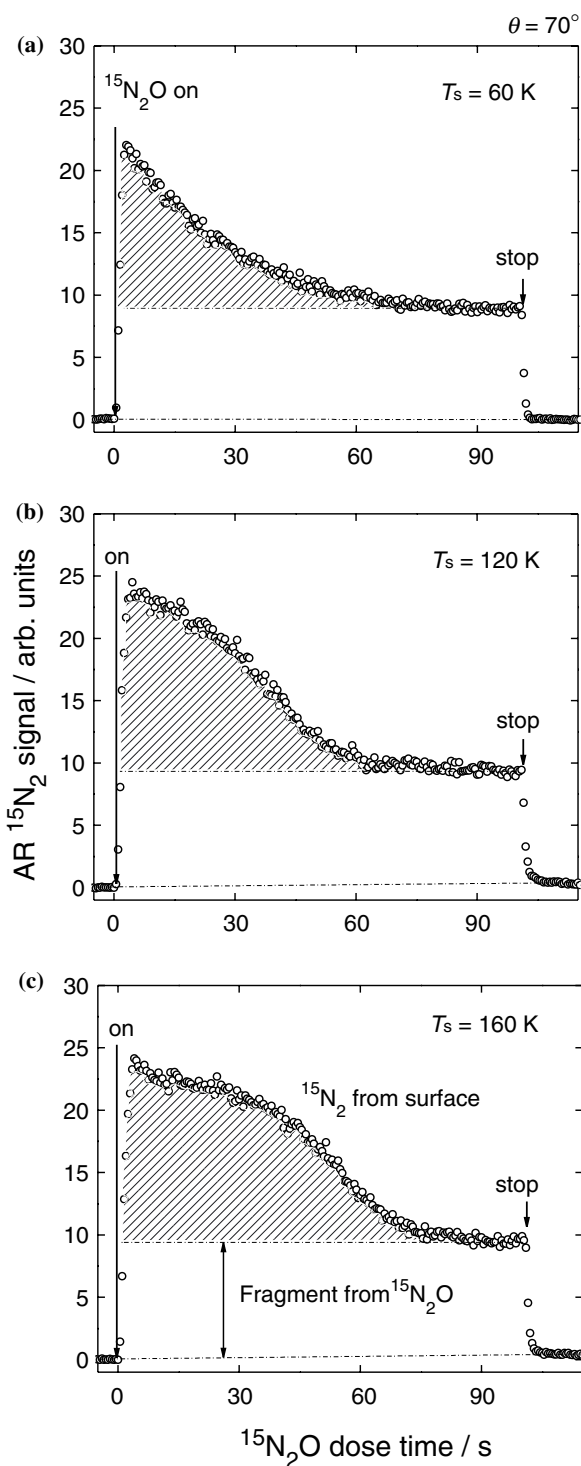 θ = 70°
(a)
30
25
20
15
10
5
0
¹⁵N₂O on
Ts = 60 K
stop
0 30 60 90
(b)
30
25
20
15
10
5
0
on
Ts = 120 K
stop
0 30 60 90
AR ¹⁵N₂ signal / arb. units
(c)
30
25
20
15
10
5
0
on
Ts = 160 K
¹⁵N₂ from surface
stop
Fragment from ¹⁵N₂O
0 30 60 90
¹⁵N₂O dose time / s